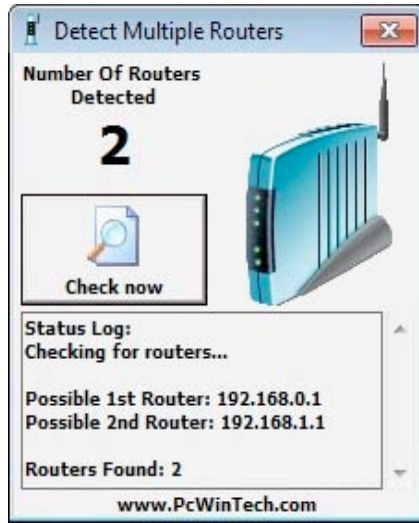 Detect Multiple Routers
Number Of Routers
Detected
2
Check now
Status Log:
Checking for routers...
Possible 1st Router: 192.168.0.1
Possible 2nd Router: 192.168.1.1
Routers Found: 2
www.PcWinTech.com